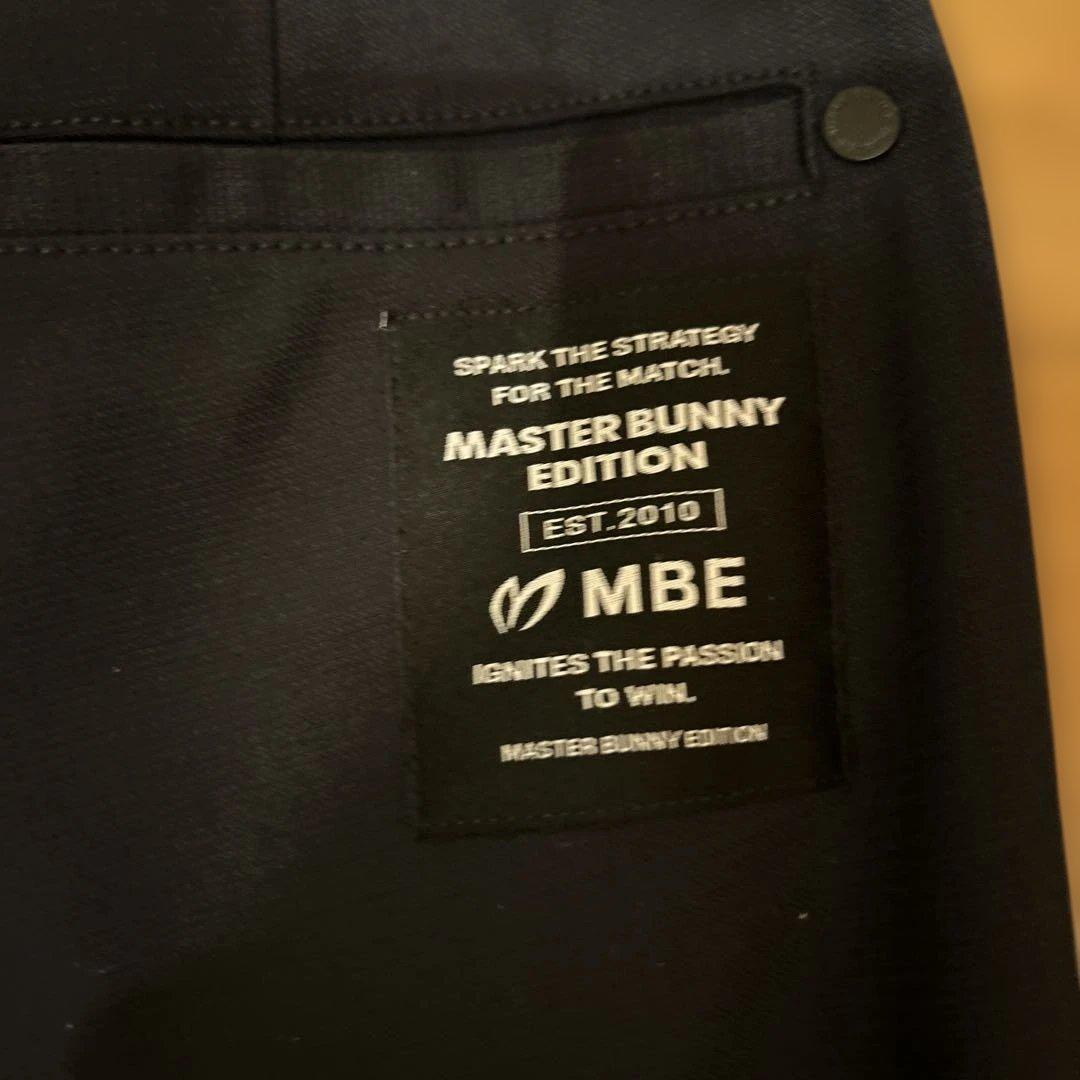 SPARK THE STRATEGY
FOR THE MATCH.
MASTER BUNNY
EDITION
EST.2010
MBE
IGNITES THE PASSION
TO WIN.
MASTER BUNNY EDITION